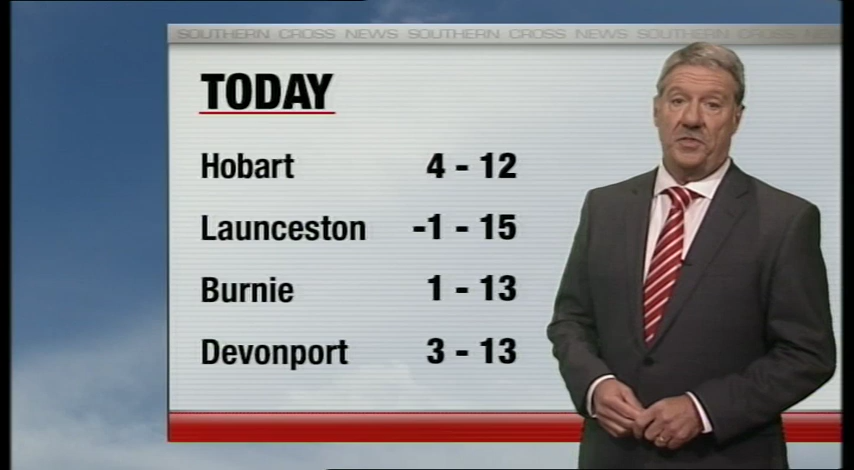 SOUTHERN CROSS NEWS SOUTHERN CROSS NEWS SOUTHERN CROSS NEWS
TODAY
Hobart 4 - 12
Launceston -1 - 15
Burnie 1 - 13
Devonport 3 - 13